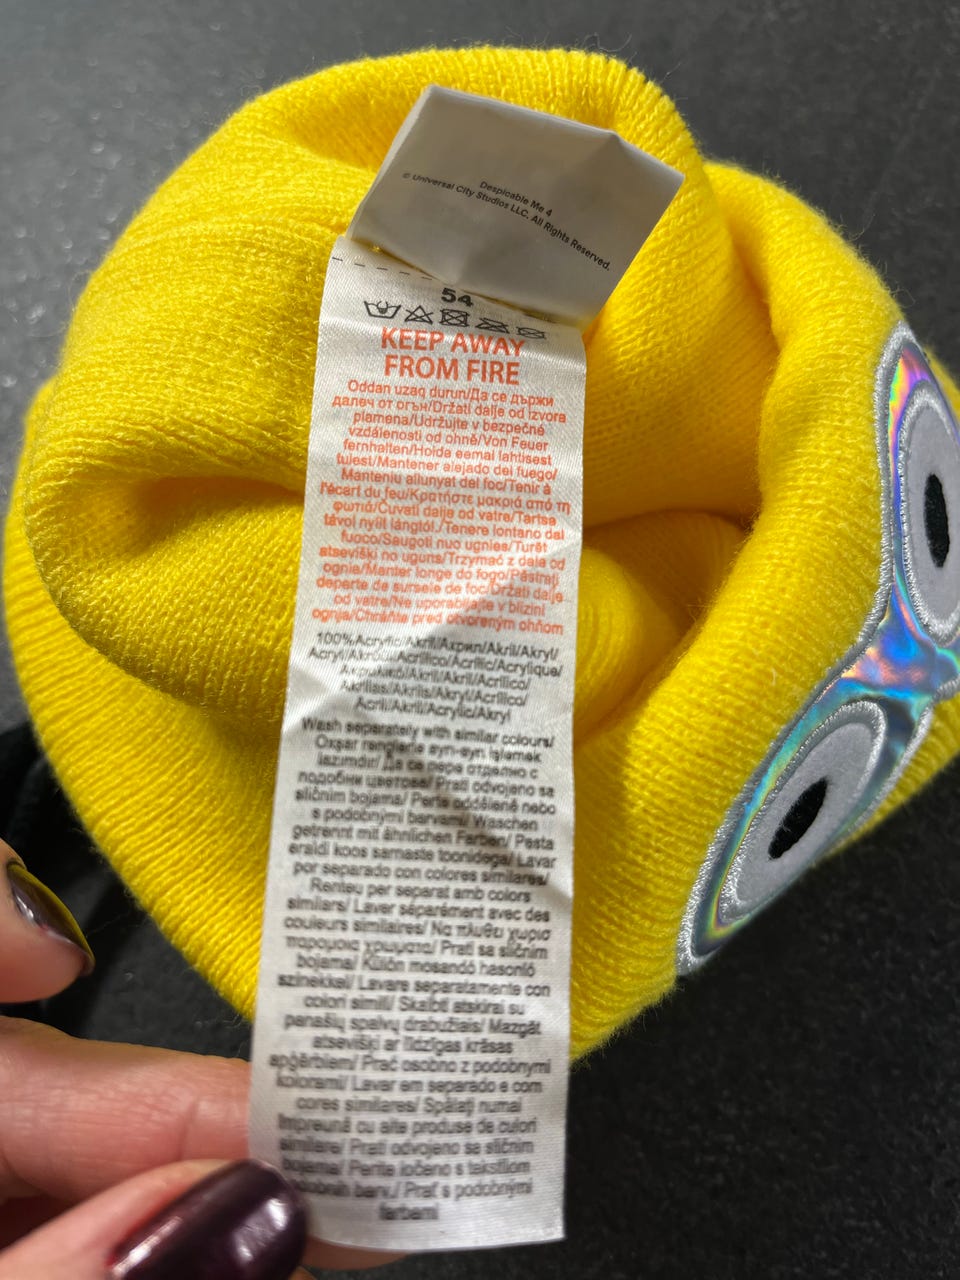 Despicable Me 4
© Universal City Studios LLC. All Rights Reserved.
54
KEEP AWAY
FROM FIRE
Oddan uzaq durun/Да се държи
далеч от огън/Držati dalje od izvora
plamena/Udržujte v bezpečné
vzdálenosti od ohně/Von Feuer
fernhalten/Hoida eemal lahtisest
tulest/Mantener alejado del fuego/
Manteniu allunyat del foc/Tenir à
l'écart du feu/Κρατήστε μακριά από τη
φωτιά/Čuvati dalje od vatre/Tartsa
távol nyílt lángtól./Tenere lontano dal
fuoco/Saugoti nuo ugnies/Turēt
atsevišķi no uguns/Trzymać z dala od
ognia/Manter longe do fogo/Păstrați
departe de sursele de foc/Držati dalje
od vatre/Ne uporabljajte v bližini
ognja/Chráňte pred otvoreným ohňom
100%Acrylic/Akril/Акрил/Akril/Akryl/
Acryl/Akrüül/Acrílico/Acrílic/Acrylique/
Ακρυλικό/Akril/Akril/Acrilico/
Akrilas/Akrils/Akryl/Acrílico/
Acril/Akril/Acrylic/Akryl
Wash separately with similar colours/
Oxşar rənglərlə ayrı-ayrı işləmək
lazımdır/ Да се пере отделно с
подобни цветове/ Prati odvojeno sa
sličnim bojama/ Perte odděleně nebo
s podobnými barvami/ Waschen
getrennt mit ähnlichen Farben/ Pesta
eraldi koos samaste toonidega/ Lavar
por separado con colores similares/
Renteu per separat amb colors
similars/ Laver séparément avec des
couleurs similaires/ Να πλυθεί χωριά
παρόμοια χρώματα/ Prati sa sličnim
bojama/ Külön mosandó hasonló
színekkel/ Lavare separatamente con
colori simili/ Skalbti atskirai su
panašių spalvų drabužiais/ Mazgāt
atsevišķi ar līdzīgas krāsas
apģērbiem/ Prać osobno z podobnymi
kolorami/ Lavar em separado e com
cores similares/ Spălați numai
împreună cu alte produse de culori
similare/ Prati odvojeno sa sličnim
bojama/ Perite ločeno s tekstilom
podobnih barv./ Prať s podobnými
farbami